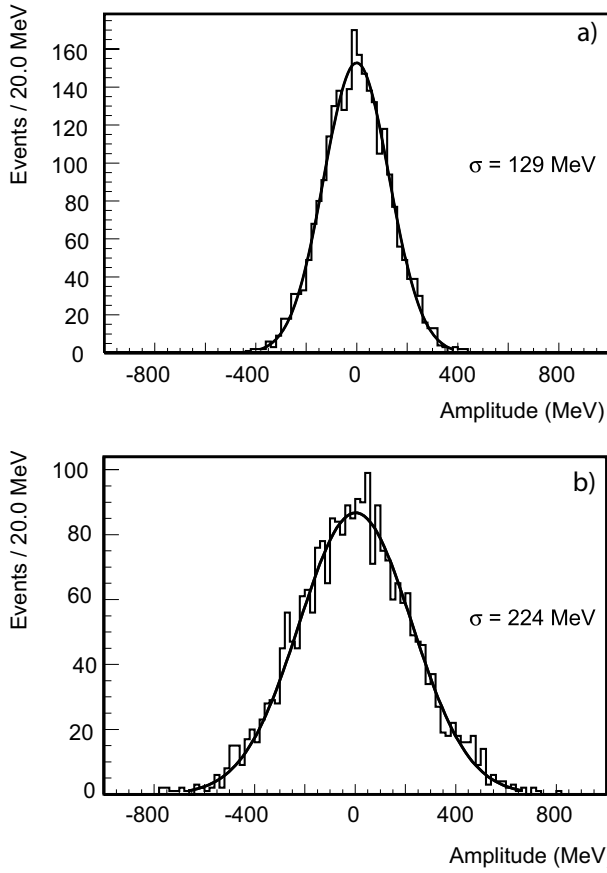 a)
Events / 20.0 MeV
160
140
120
100
80
60
40
20
0
σ = 129 MeV
-800 -400 0 400 800
Amplitude (MeV)
b)
Events / 20.0 MeV
100
80
60
40
20
0
σ = 224 MeV
-800 -400 0 400 800
Amplitude (MeV